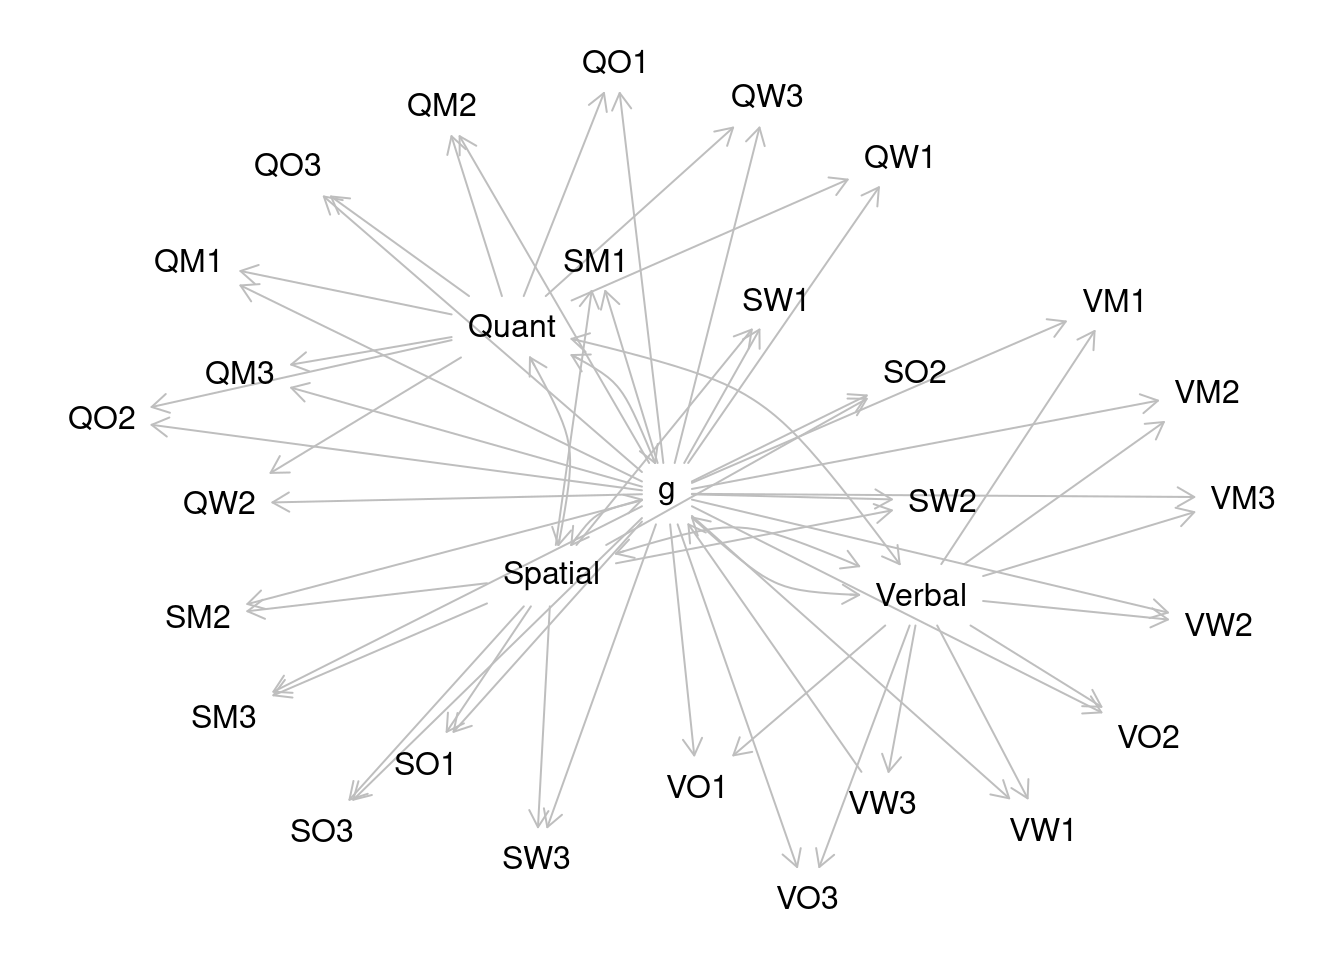 QO1
QW3
QM2
QW1
QO3
QM1
SM1
SW1
VM1
Quant
SO2
QM3
VM2
QO2
g
VM3
SW2
QW2
Spatial
Verbal
SM2
VW2
SM3
VO2
SO1
VO1
VW3
SO3
VW1
SW3
VO3